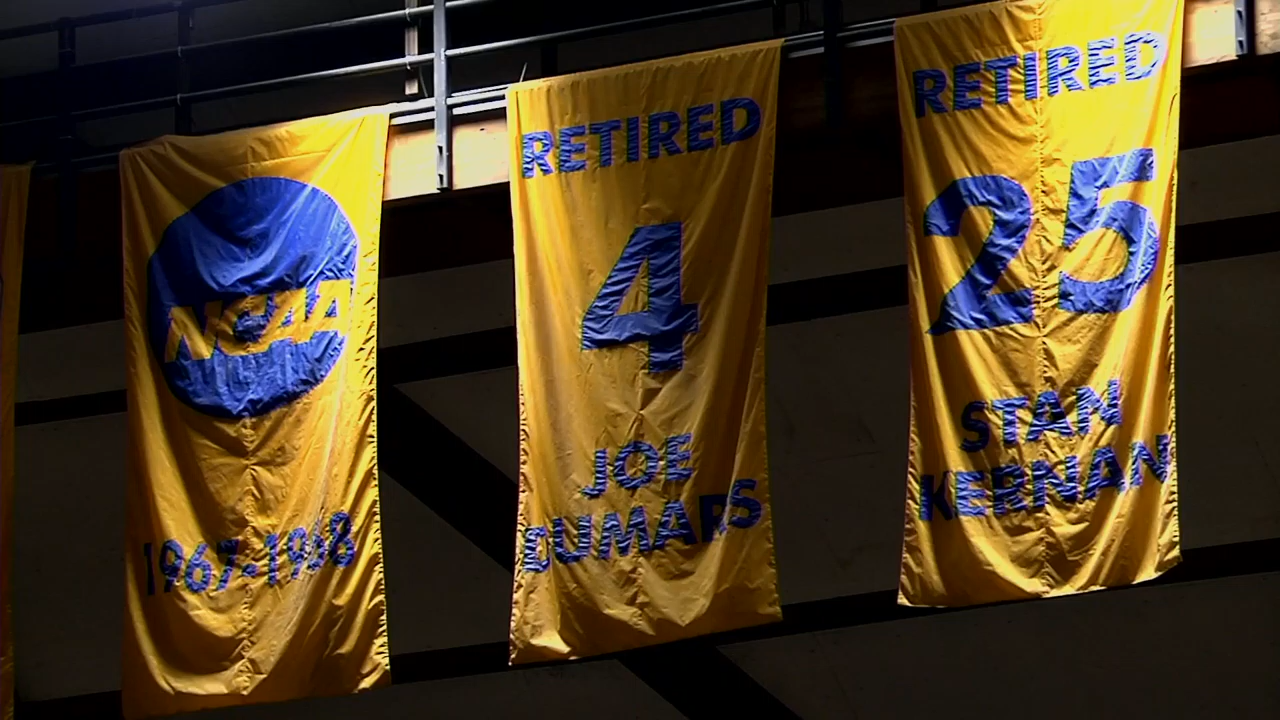 NCAA
1967-1968
RETIRED
4
JOE
DUMARS
RETIRED
25
STAN
KERNAN